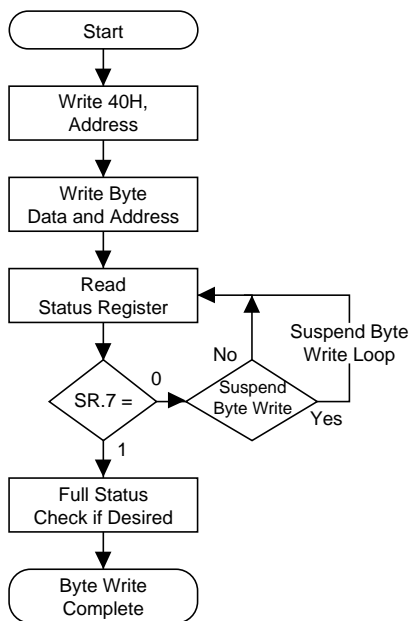 Start
Write 40H,
Address
Write Byte
Data and Address
Read
Status Register
Suspend Byte
Write Loop
No
0
SR.7 =
Suspend
Byte Write
Yes
1
Full Status
Check if Desired
Byte Write
Complete